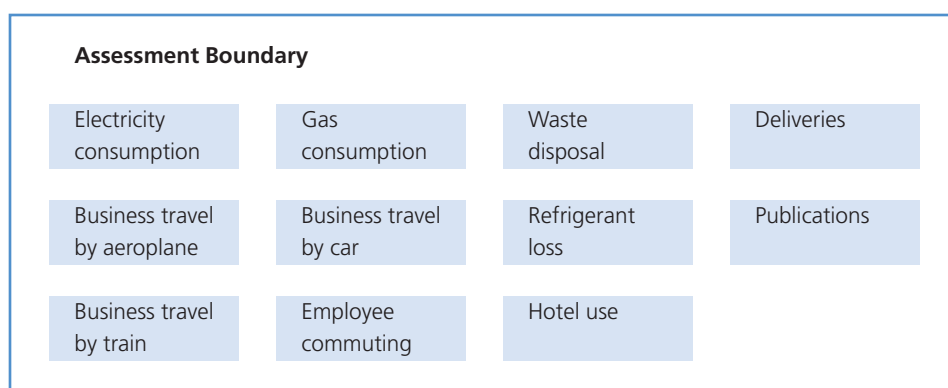 Assessment Boundary
Electricity
consumption
Gas
consumption
Waste
disposal
Deliveries
Business travel
by aeroplane
Business travel
by car
Refrigerant
loss
Publications
Business travel
by train
Employee
commuting
Hotel use